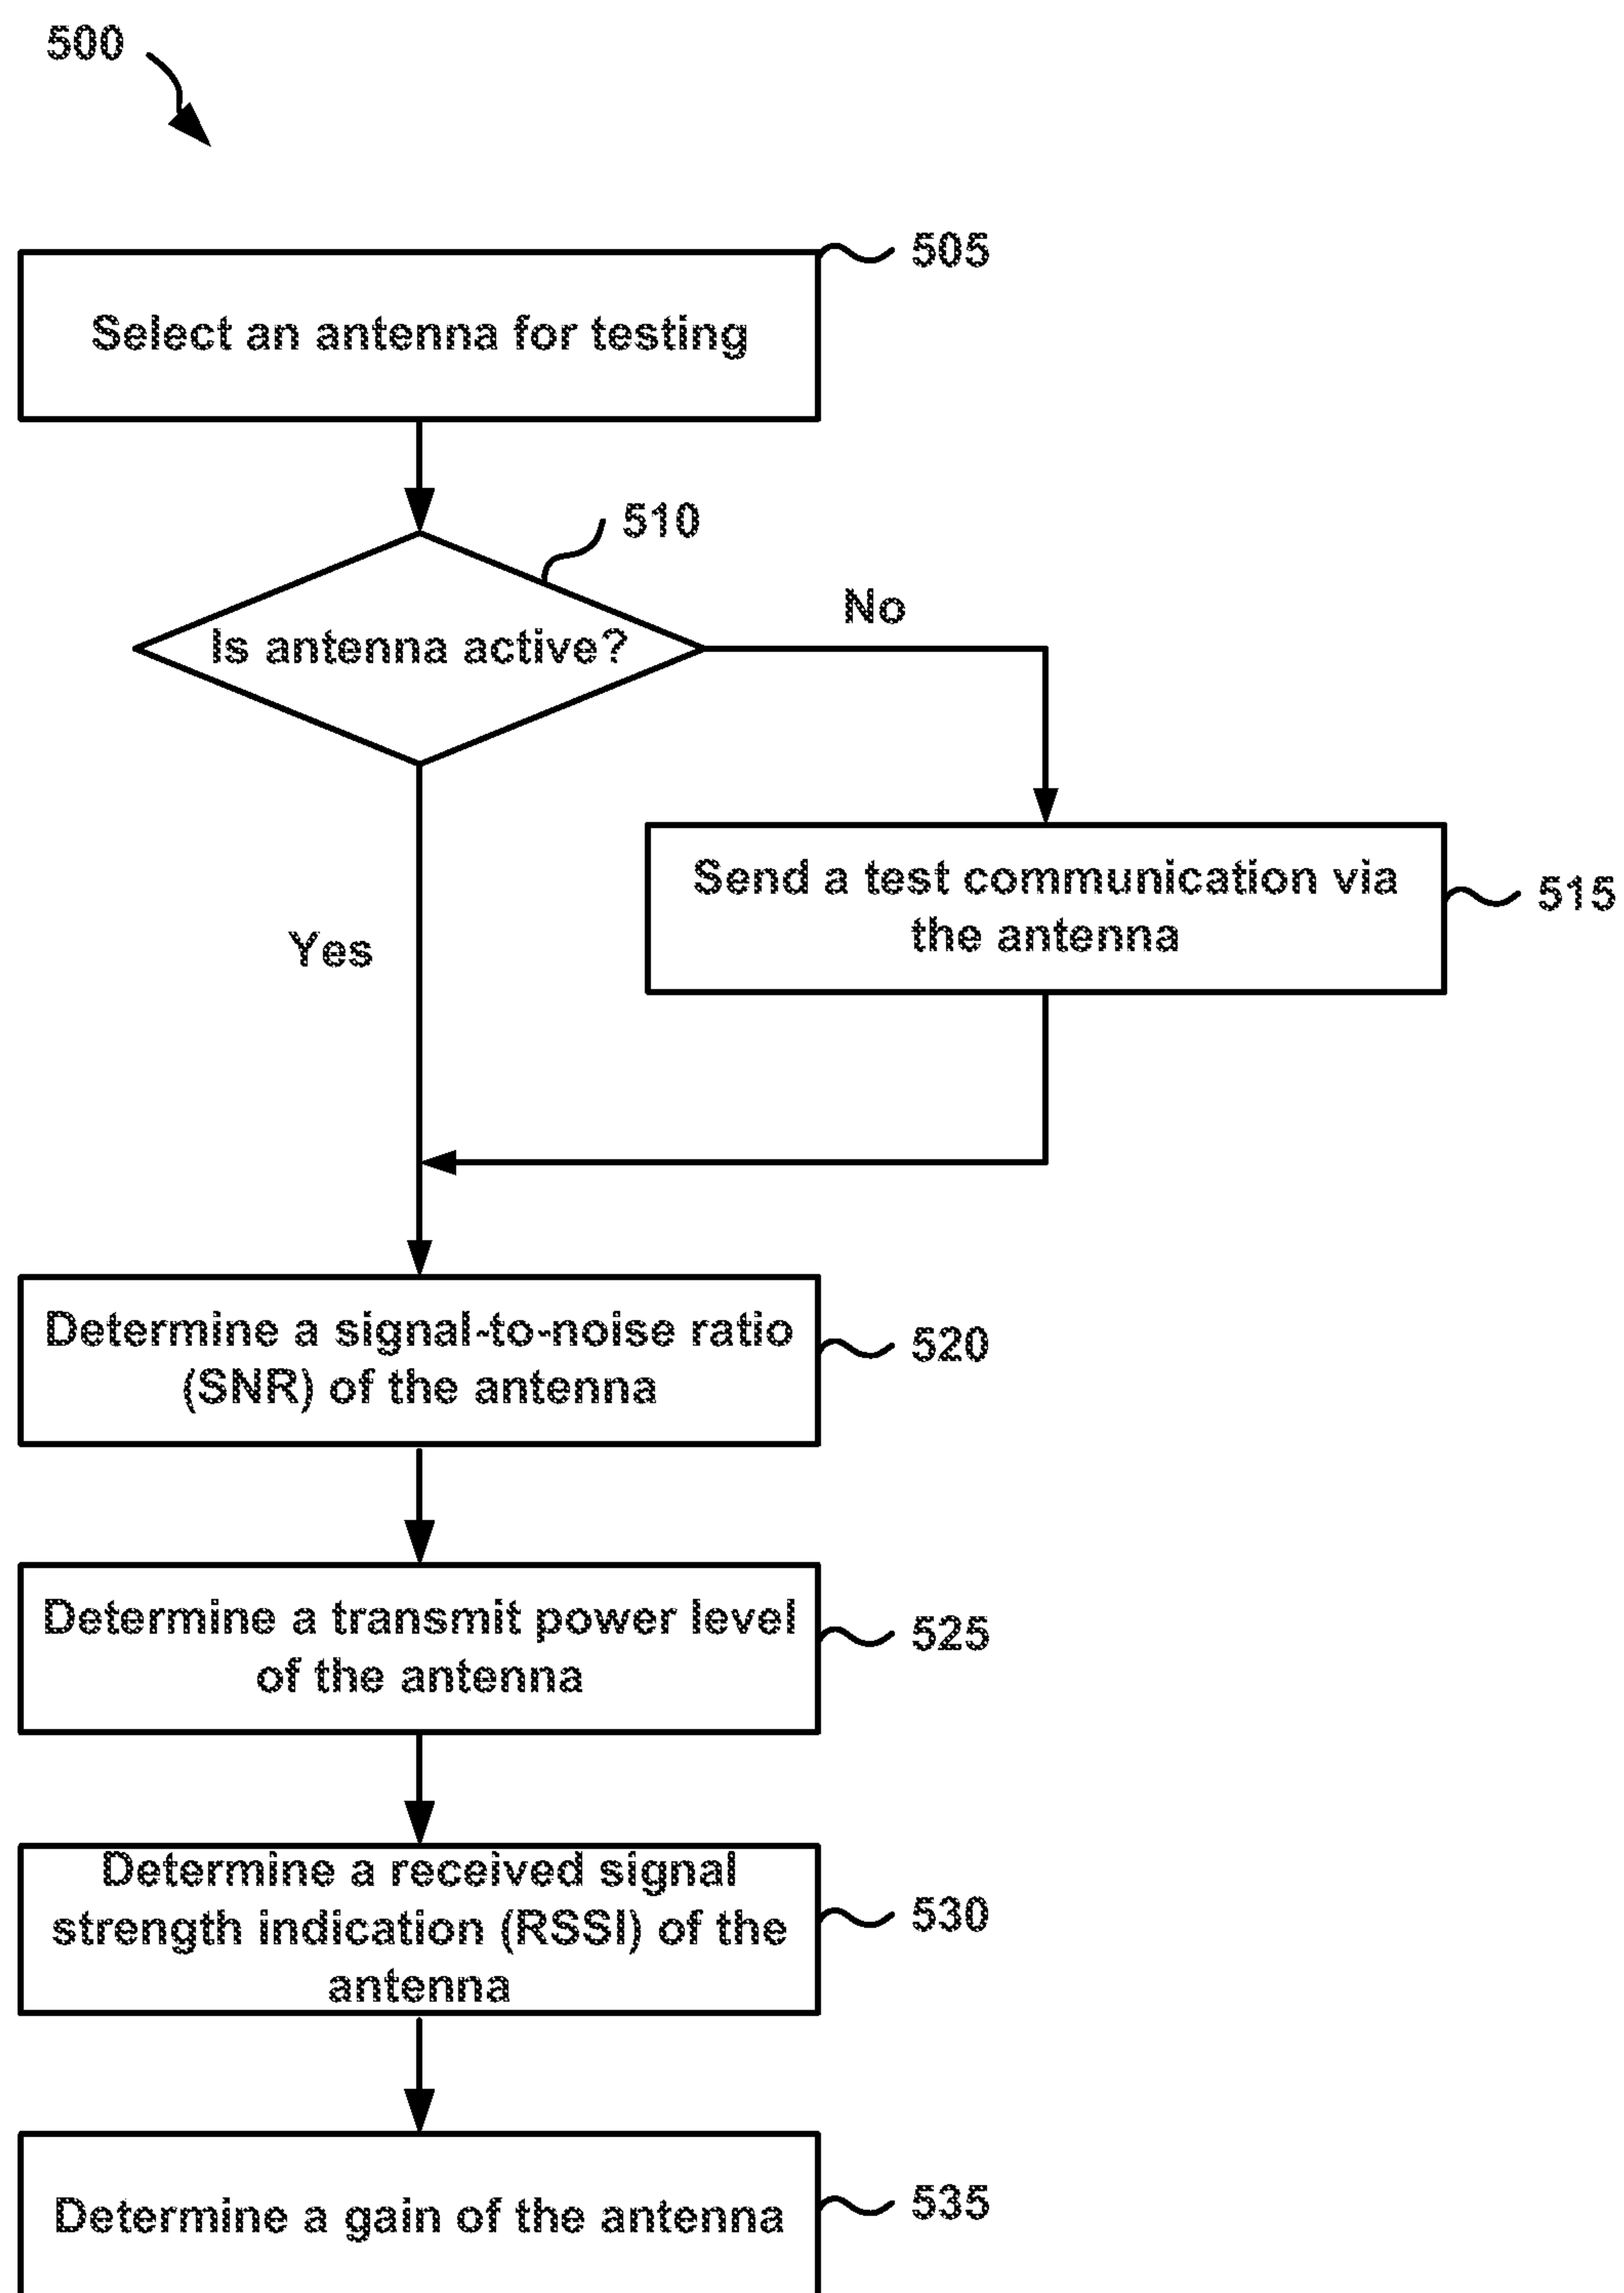 500
505
Select an antenna for testing
510
Is antenna active?
No
Send a test communication via
the antenna
515
Yes
Determine a signal-to-noise ratio
(SNR) of the antenna
520
Determine a transmit power level
of the antenna
525
Determine a received signal
strength indication (RSSI) of the
antenna
530
Determine a gain of the antenna
535